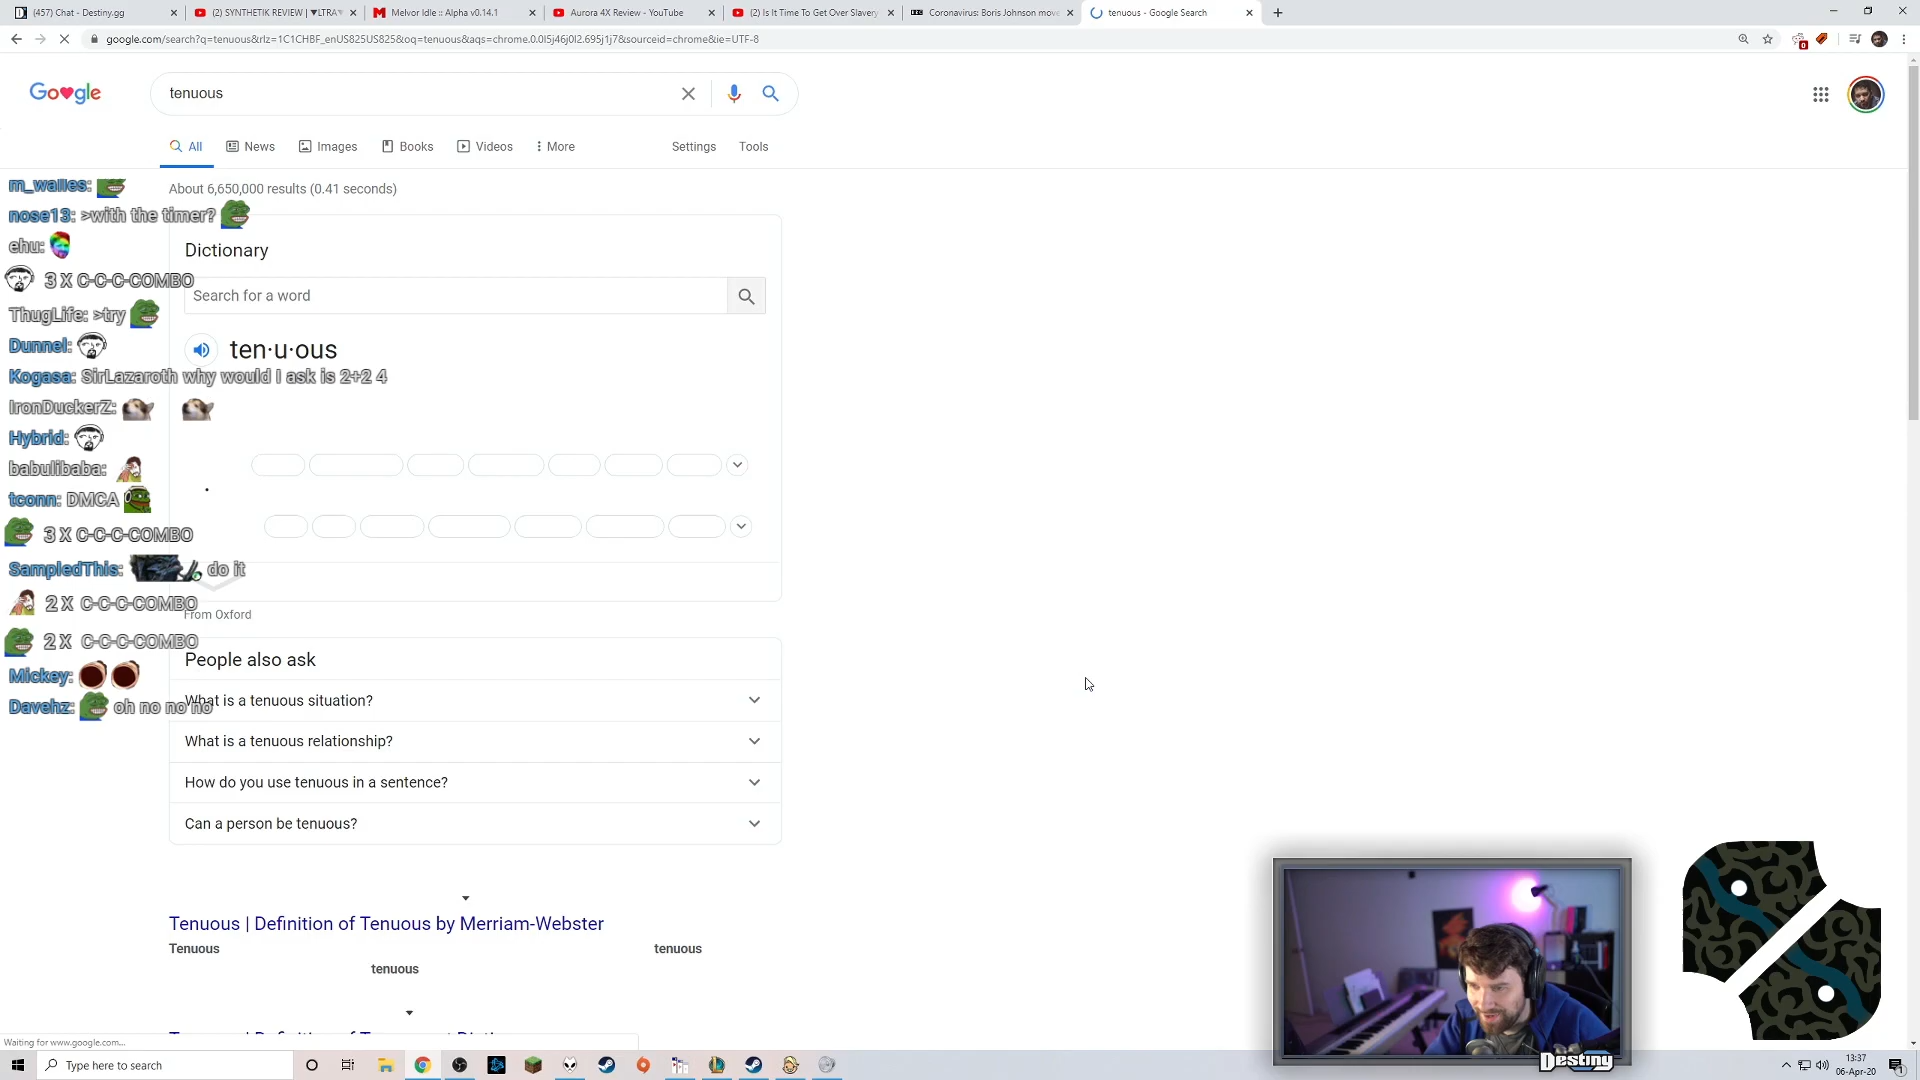 (457) Chat - Destiny.gg
(2) SYNTHETIK REVIEW | ▼LTRA
Melvor Idle :: Alpha v0.14.1
Aurora 4X Review - YouTube
(2) Is It Time To Get Over Slavery
Coronavirus: Boris Johnson move
tenuous - Google Search
google.com/search?q=tenuous&rlz=1C1CHBF_enUS825US825&oq=tenuous&aqs=chrome.0.0l5j46j0l2.695j1j7&sourceid=chrome&ie=UTF-8
tenuous
All
News
Images
Books
Videos
More
Settings
Tools
About 6,650,000 results (0.41 seconds)
m_walles:
nose13: >with the timer?
ehu:
3 X C-C-C-COMBO
ThugLife: >try
Dunnel:
Kogasa: SirLazaroth why would I ask is 2+2 4
IronDuckerZ:
Hybrid:
babulibaba:
tconn: DMCA
3 X C-C-C-COMBO
SampledThis: do it
2 X C-C-C-COMBO
2 X C-C-C-COMBO
Mickey:
Davehz: oh no no no
Dictionary
Search for a word
ten·u·ous
From Oxford
People also ask
What is a tenuous situation?
What is a tenuous relationship?
How do you use tenuous in a sentence?
Can a person be tenuous?
Tenuous | Definition of Tenuous by Merriam-Webster
Tenuous
tenuous
tenuous
Waiting for www.google.com...
Destiny
Type here to search
13:37
06-Apr-20